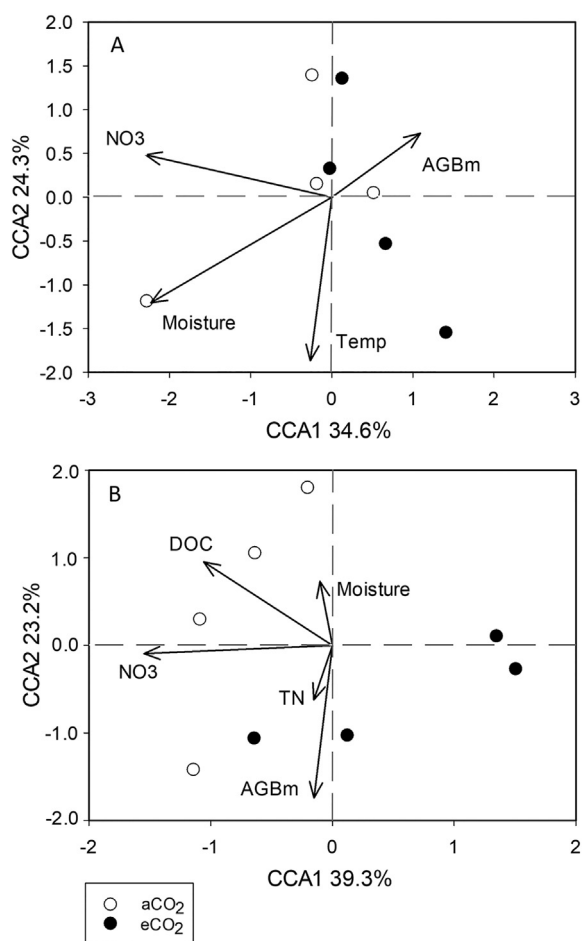 A
2.0
1.5
1.0
0.5
0.0
-0.5
-1.0
-1.5
-2.0
CCA2 24.3%
NO3
AGBm
Moisture
Temp
-3 -2 -1 0 1 2 3
CCA1 34.6%
B
2.0
1.0
0.0
-1.0
-2.0
CCA2 23.2%
DOC
Moisture
NO3
TN
AGBm
-2 -1 0 1 2
CCA1 39.3%
aCO₂
eCO₂